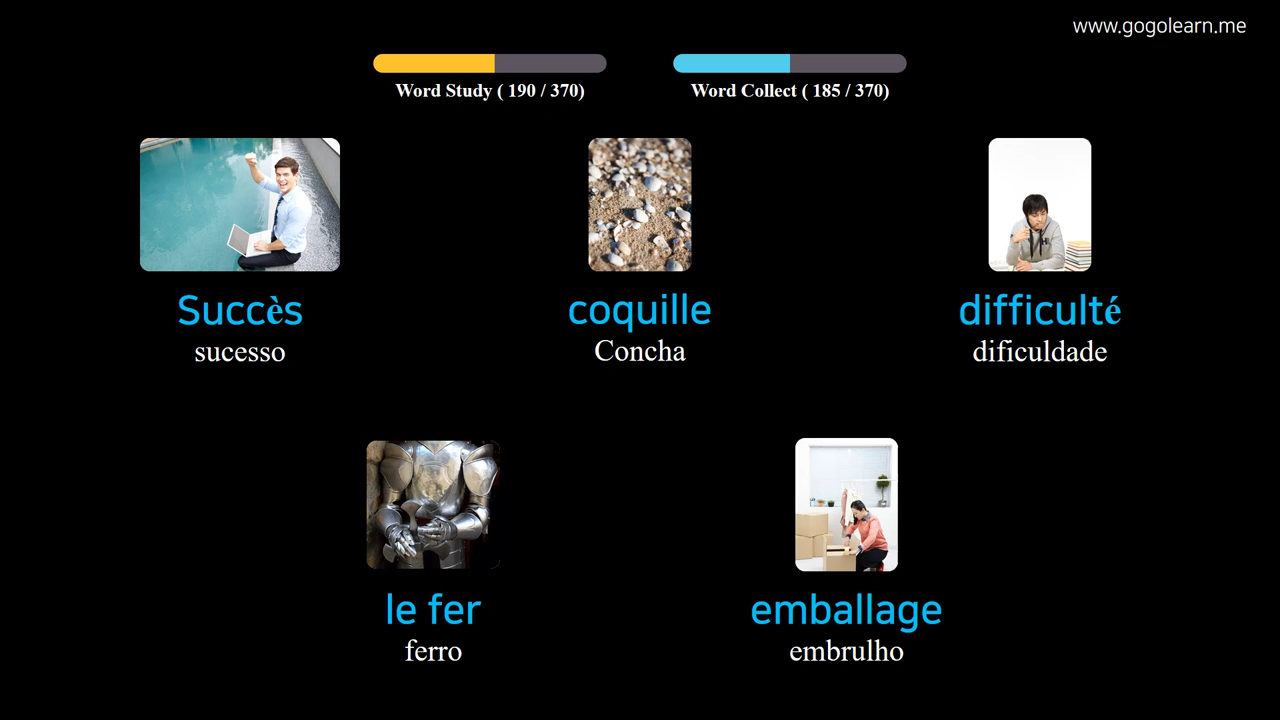 www.gogolearn.me
Word Study ( 190 / 370)
Word Collect ( 185 / 370)
Succès
sucesso
coquille
Concha
difficulté
dificuldade
le fer
ferro
emballage
embrulho